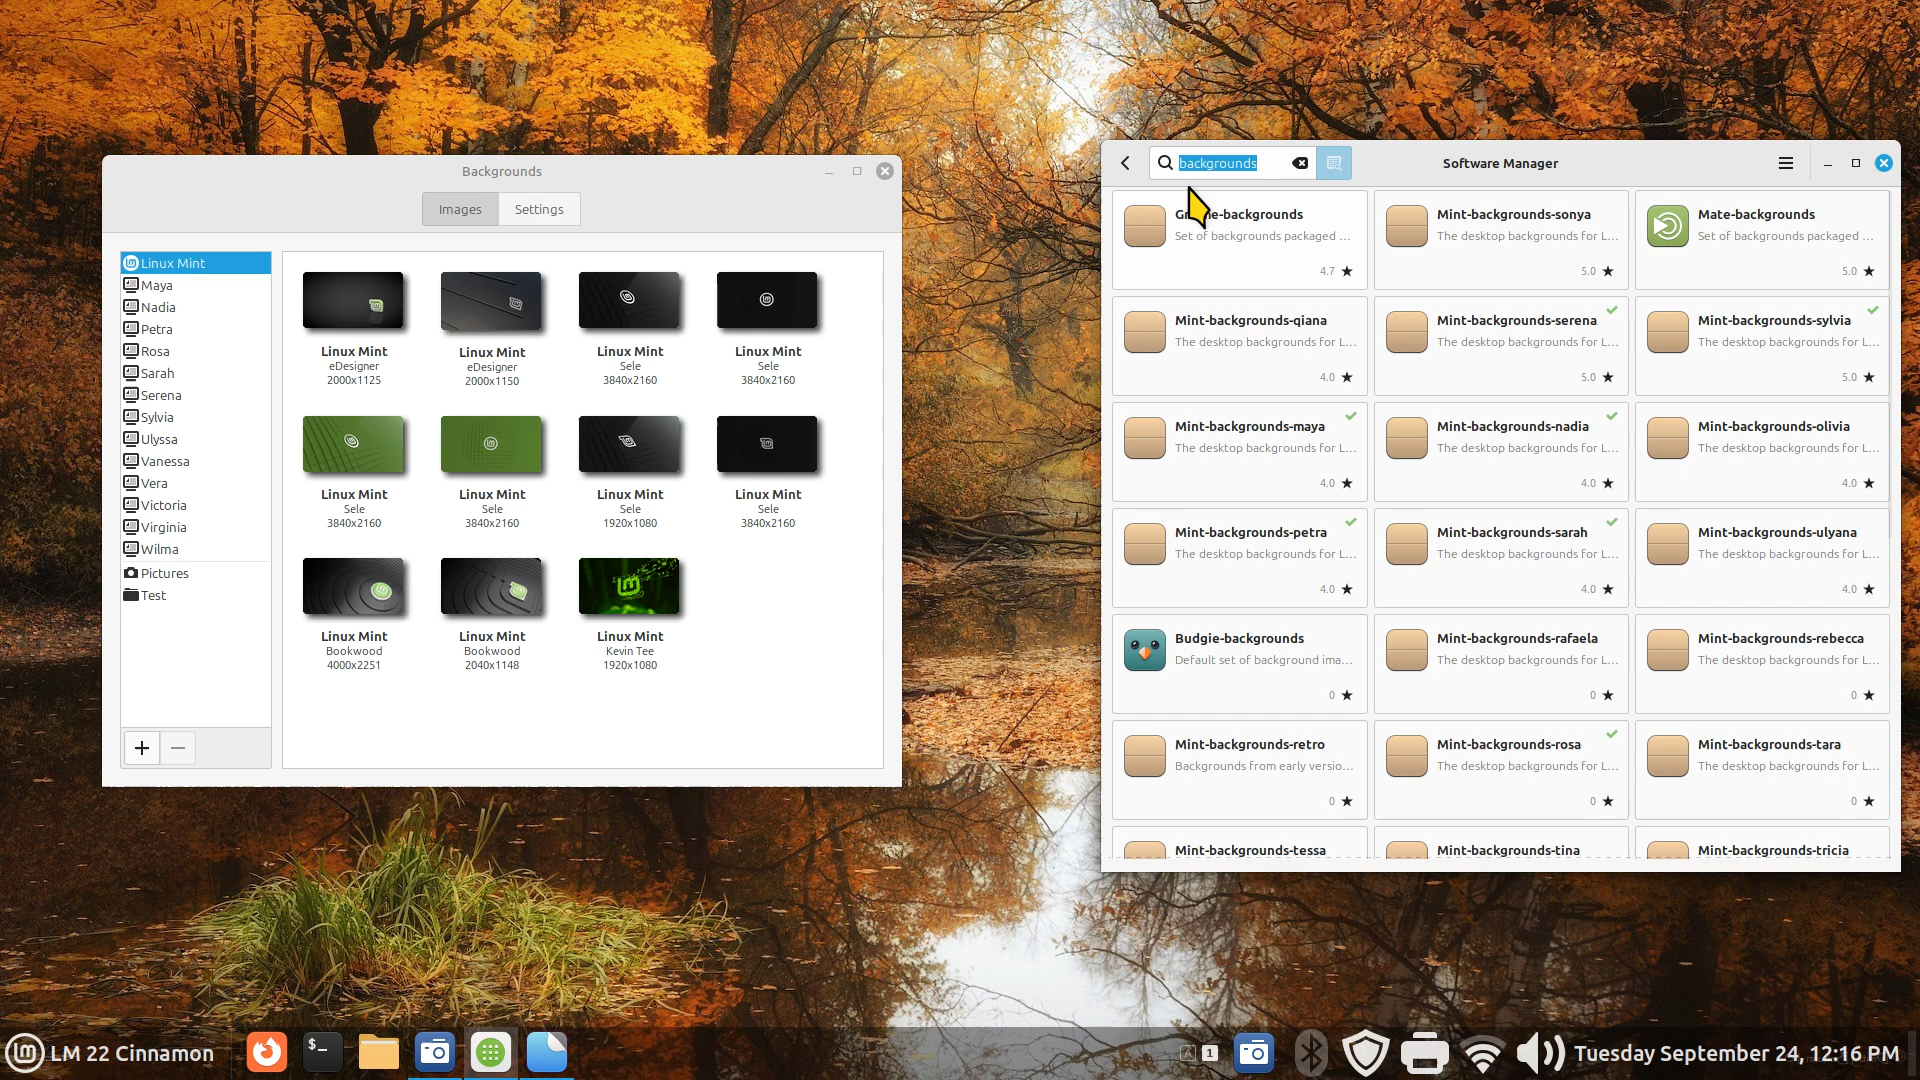 Backgrounds
Images
Settings
Linux Mint
Maya
Nadia
Petra
Rosa
Sarah
Serena
Sylvia
Ulyssa
Vanessa
Vera
Victoria
Virginia
Wilma
Pictures
Test
Linux Mint
eDesigner
2000x1125
Linux Mint
eDesigner
2000x1150
Linux Mint
Sele
3840x2160
Linux Mint
Sele
3840x2160
Linux Mint
Sele
3840x2160
Linux Mint
Sele
3840x2160
Linux Mint
Sele
1920x1080
Linux Mint
Sele
3840x2160
Linux Mint
Bookwood
4000x2251
Linux Mint
Bookwood
2040x1148
Linux Mint
Kevin Tee
1920x1080
backgrounds
Software Manager
Set of backgrounds packaged ...
4.7 ★
Mint-backgrounds-sonya
The desktop backgrounds for L...
5.0 ★
Mate-backgrounds
Set of backgrounds packaged ...
5.0 ★
Mint-backgrounds-qiana
The desktop backgrounds for L...
4.0 ★
Mint-backgrounds-serena
The desktop backgrounds for L...
5.0 ★
Mint-backgrounds-sylvia
The desktop backgrounds for L...
5.0 ★
Mint-backgrounds-maya
The desktop backgrounds for L...
4.0 ★
Mint-backgrounds-nadia
The desktop backgrounds for L...
4.0 ★
Mint-backgrounds-olivia
The desktop backgrounds for L...
4.0 ★
Mint-backgrounds-petra
The desktop backgrounds for L...
4.0 ★
Mint-backgrounds-sarah
The desktop backgrounds for L...
4.0 ★
Mint-backgrounds-ulyana
The desktop backgrounds for L...
4.0 ★
Budgie-backgrounds
Default set of background ima...
0 ★
Mint-backgrounds-rafaela
The desktop backgrounds for L...
0 ★
Mint-backgrounds-rebecca
The desktop backgrounds for L...
0 ★
Mint-backgrounds-retro
Backgrounds from early versio...
0 ★
Mint-backgrounds-rosa
The desktop backgrounds for L...
0 ★
Mint-backgrounds-tara
The desktop backgrounds for L...
0 ★
Mint-backgrounds-tessa
Mint-backgrounds-tina
Mint-backgrounds-tricia
LM 22 Cinnamon
$_
A
1
Tuesday September 24, 12:16 PM